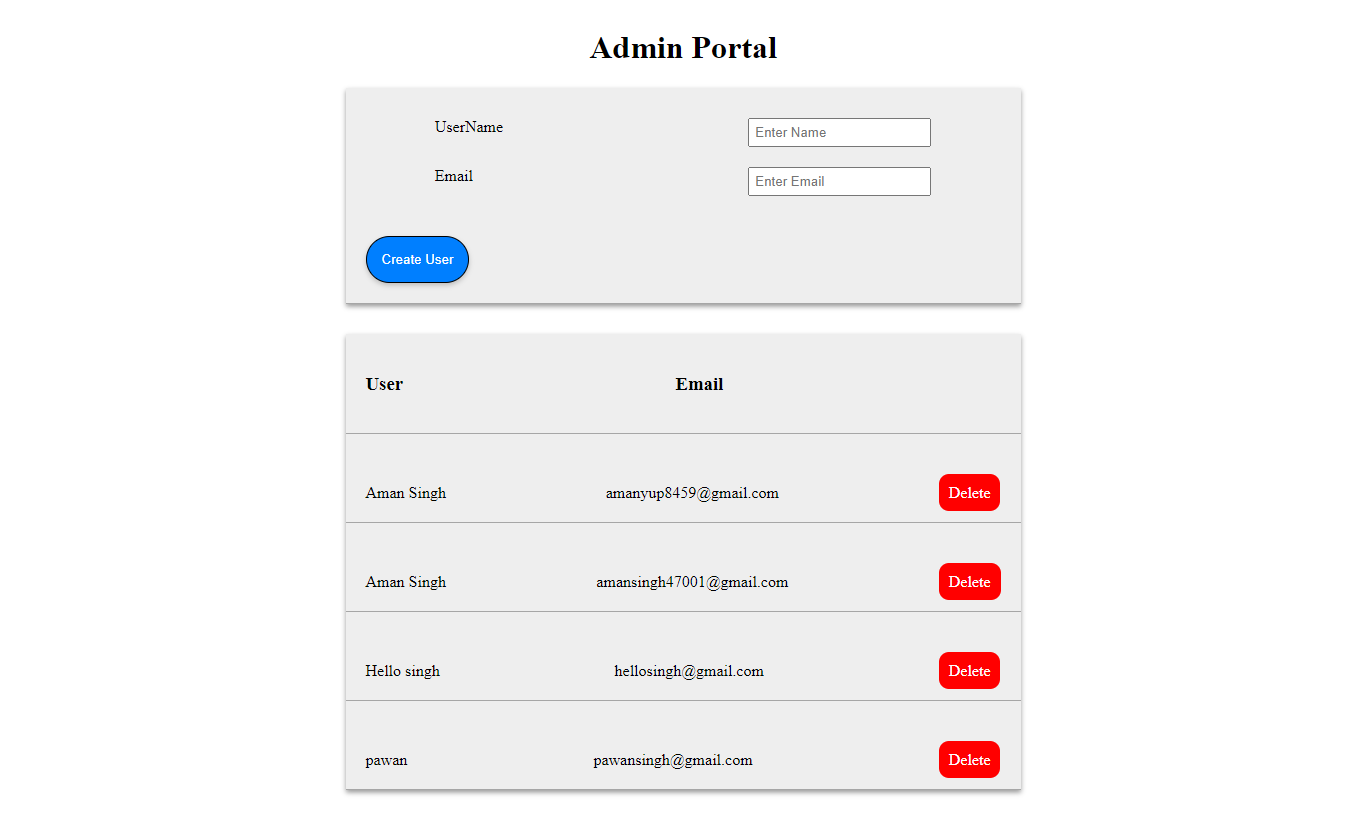 Admin Portal
UserName Enter Name
Email Enter Email
Create User
User Email
Aman Singh amanyup8459@gmail.com Delete
Aman Singh amansingh47001@gmail.com Delete
Hello singh hellosingh@gmail.com Delete
pawan pawansingh@gmail.com Delete